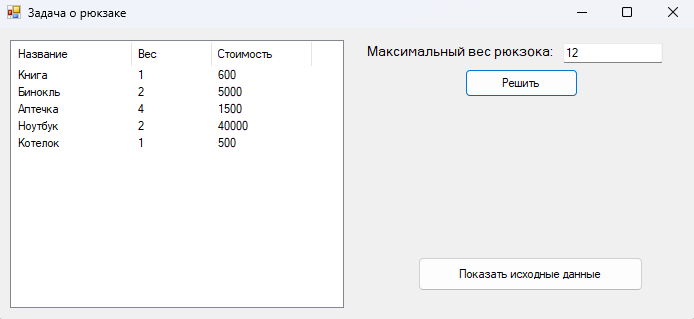 Задача о рюкзаке
Название Вес Стоимость
Книга 1 600
Бинокль 2 5000
Аптечка 4 1500
Ноутбук 2 40000
Котелок 1 500
Максимальный вес рюкзока: 12
Решить
Показать исходные данные